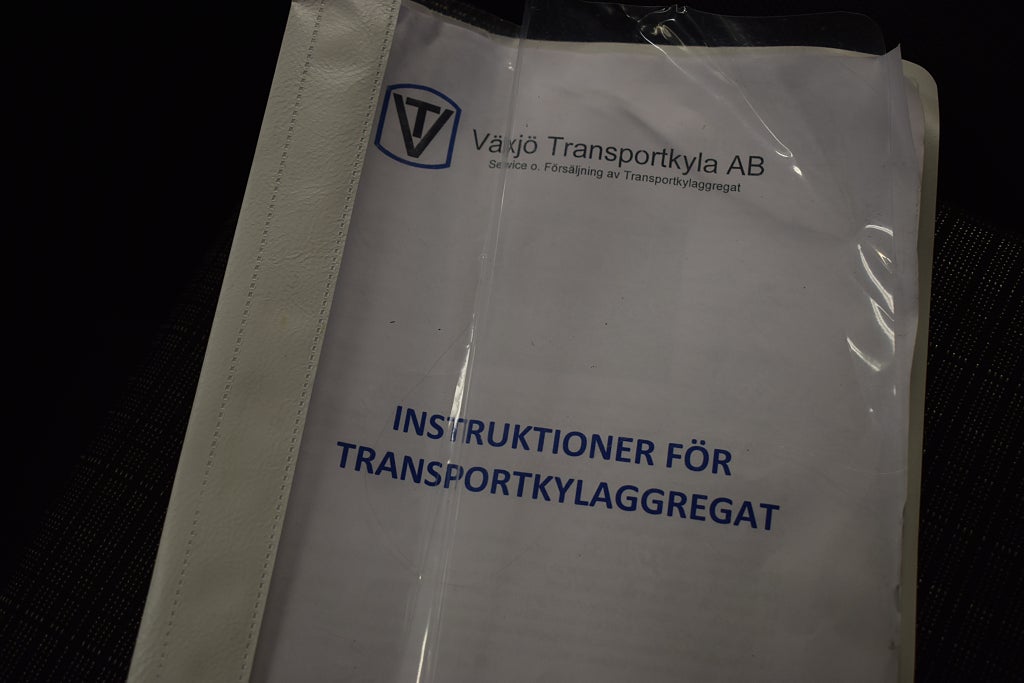 VT
Växjö Transportkyla AB
Service o. Försäljning av Transportkylaggregat
INSTRUKTIONER FÖR
TRANSPORTKYLAGGREGAT